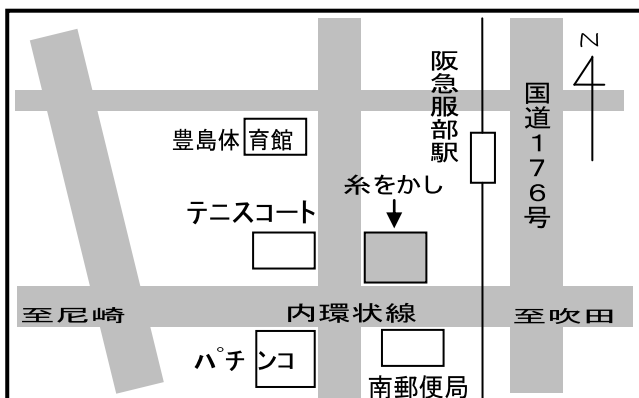 N
阪急服部駅
国道176号
豊島体育館
糸をかし
テニスコート
至尼崎
内環状線
至吹田
パチンコ
南郵便局